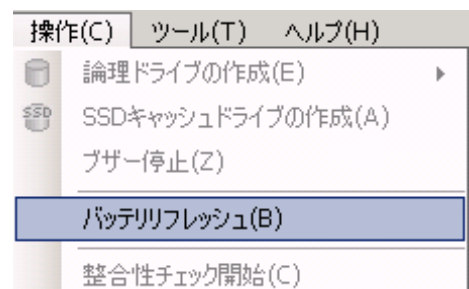 操作(C) ツール(T) ヘルプ(H)
論理ドライブの作成(E)
SSD SSDキャッシュドライブの作成(A)
ブザー停止(Z)
バッテリリフレッシュ(B)
整合性チェック開始(C)